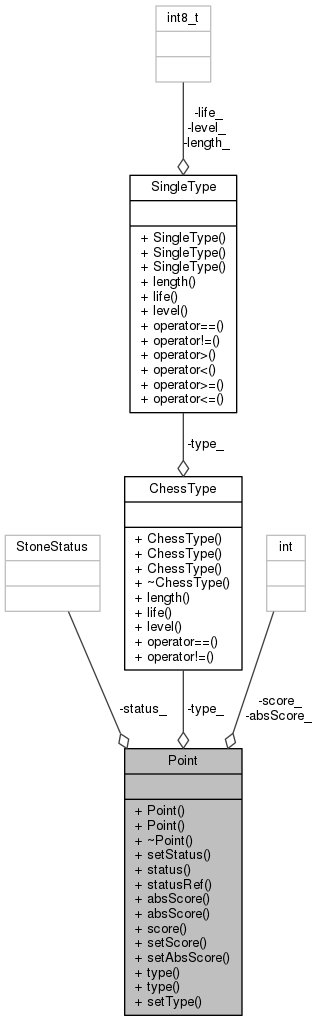 int8_t
-life_
-level_
-length_
SingleType
+ SingleType()
+ SingleType()
+ SingleType()
+ length()
+ life()
+ level()
+ operator==()
+ operator!=()
+ operator>()
+ operator<()
+ operator>=()
+ operator<=()
-type_
ChessType
+ ChessType()
+ ChessType()
+ ChessType()
+ ~ChessType()
+ length()
+ life()
+ level()
+ operator==()
+ operator!=()
StoneStatus
int
-status_
-type_
-score_
-absScore_
Point
+ Point()
+ Point()
+ ~Point()
+ setStatus()
+ status()
+ statusRef()
+ absScore()
+ absScore()
+ score()
+ setScore()
+ setAbsScore()
+ type()
+ type()
+ setType()